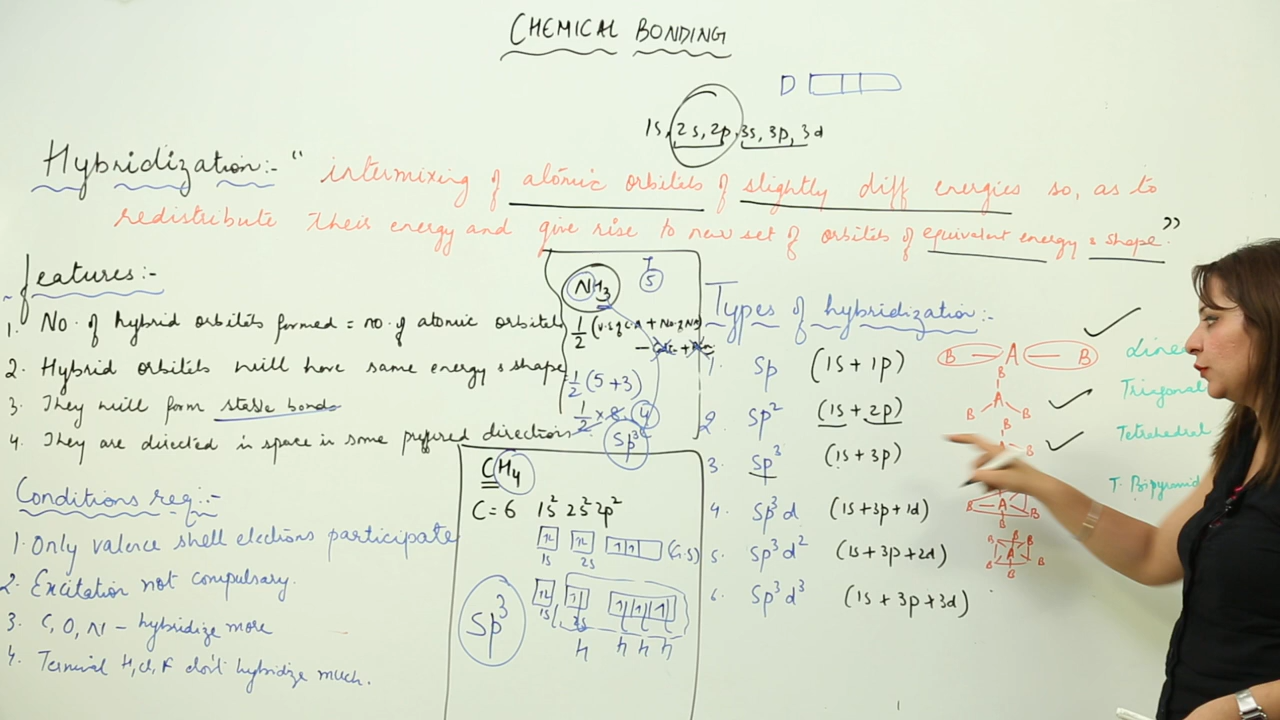 CHEMICAL BONDING
D
1s, 2s, 2p, 3s, 3p, 3d
Hybridization:- " intermixing of atomic orbitals of slightly diff energies so, as to
redistribute their energy and give rise to new set of orbitals of equivalent energy & shape."
features:-
1. No. of hybrid orbitals formed = no. of atomic orbitals
2. Hybrid orbitals will have same energy & shape
3. They will form stable bonds
4. They are directed in space in some preferred directions
Conditions req:-
1. Only valence shell electrons participate
2. Excitation not compulsary.
3. C, O, N – hybridize more
4. Terminal H, Cl, F don't hybridize much.
NH3
5
1/2 (v.s of C.A + No. of
1/2 (5+3)
1/2 × 8 4
Sp3
CH4
C = 6 1s2 2s2 2p2
1s 2s (G.S)
1s 2s
Sp3
H H H H
Types of hybridization:-
1. Sp (1s + 1p)
2. Sp2 (1s + 2p)
3. Sp3 (1s + 3p)
4. Sp3d (1s + 3p + 1d)
5. Sp3d2 (1s + 3p + 2d)
6. Sp3d3 (1s + 3p + 3d)
B A B
B
A
B B
B
B
A
B B
A
B B
B
Line
Trigonal
Tetrahedral
T. Bipyramid